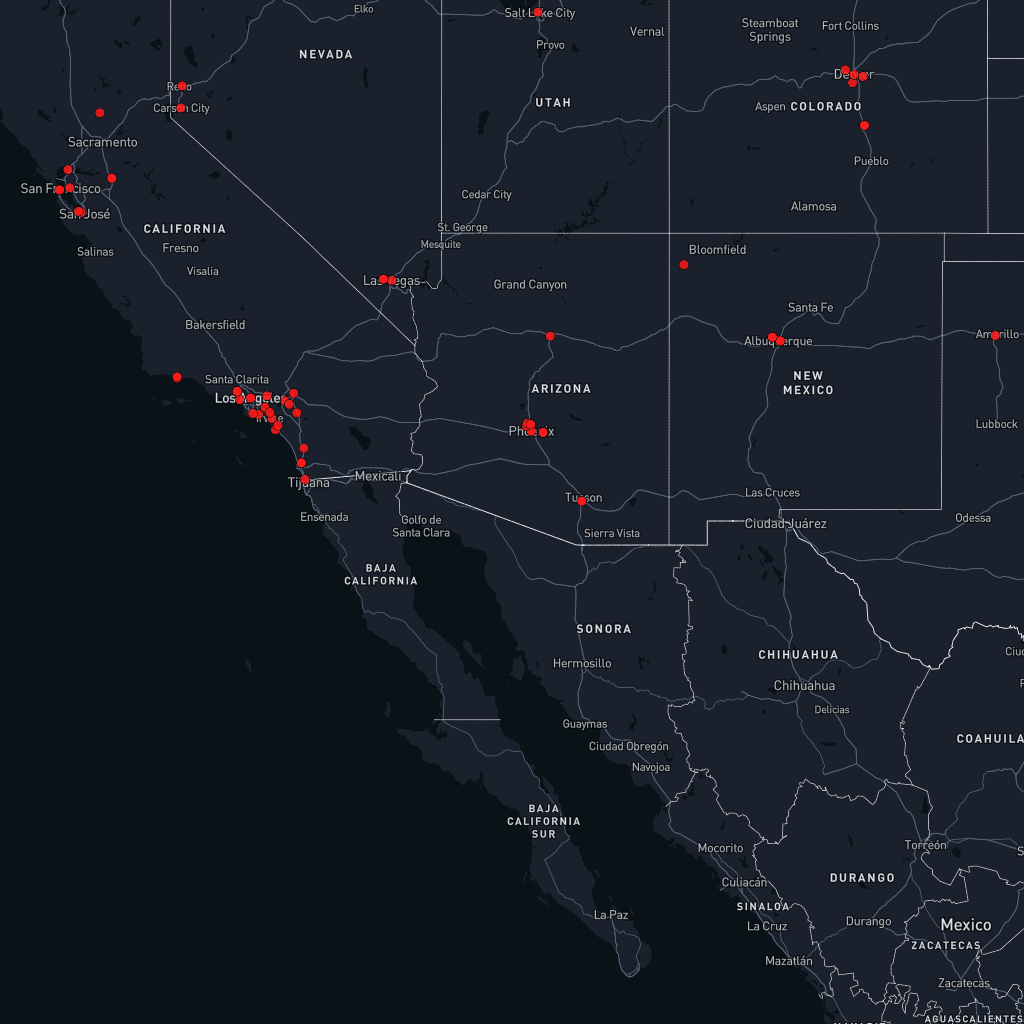 Elko
Salt Lake City
Steamboat
Springs
Fort Collins
Vernal
Provo
NEVADA
Reno
Denver
UTAH
Carson City
Aspen
COLORADO
Sacramento
Pueblo
San Francisco
Cedar City
San José
Alamosa
CALIFORNIA
St. George
Mesquite
Fresno
Salinas
Bloomfield
Visalia
Las Vegas
Grand Canyon
Santa Fe
Bakersfield
Albuquerque
Amarillo
Santa Clarita
NEW
MEXICO
ARIZONA
Los Angeles
Irvine
Lubbock
Phoenix
Mexicali
Tijuana
Las Cruces
Tucson
Ensenada
Golfo de
Santa Clara
Odessa
Ciudad Juárez
Sierra Vista
BAJA
CALIFORNIA
SONORA
CHIHUAHUA
Hermosillo
Chihuahua
Delicias
Guaymas
COAHUILA
Ciudad Obregón
Navojoa
BAJA
CALIFORNIA
SUR
Mocorito
Torreón
DURANGO
Culiacán
SINALOA
La Paz
La Cruz
Durango
Mexico
ZACATECAS
Mazatlán
Zacatecas
AGUASCALIENTES